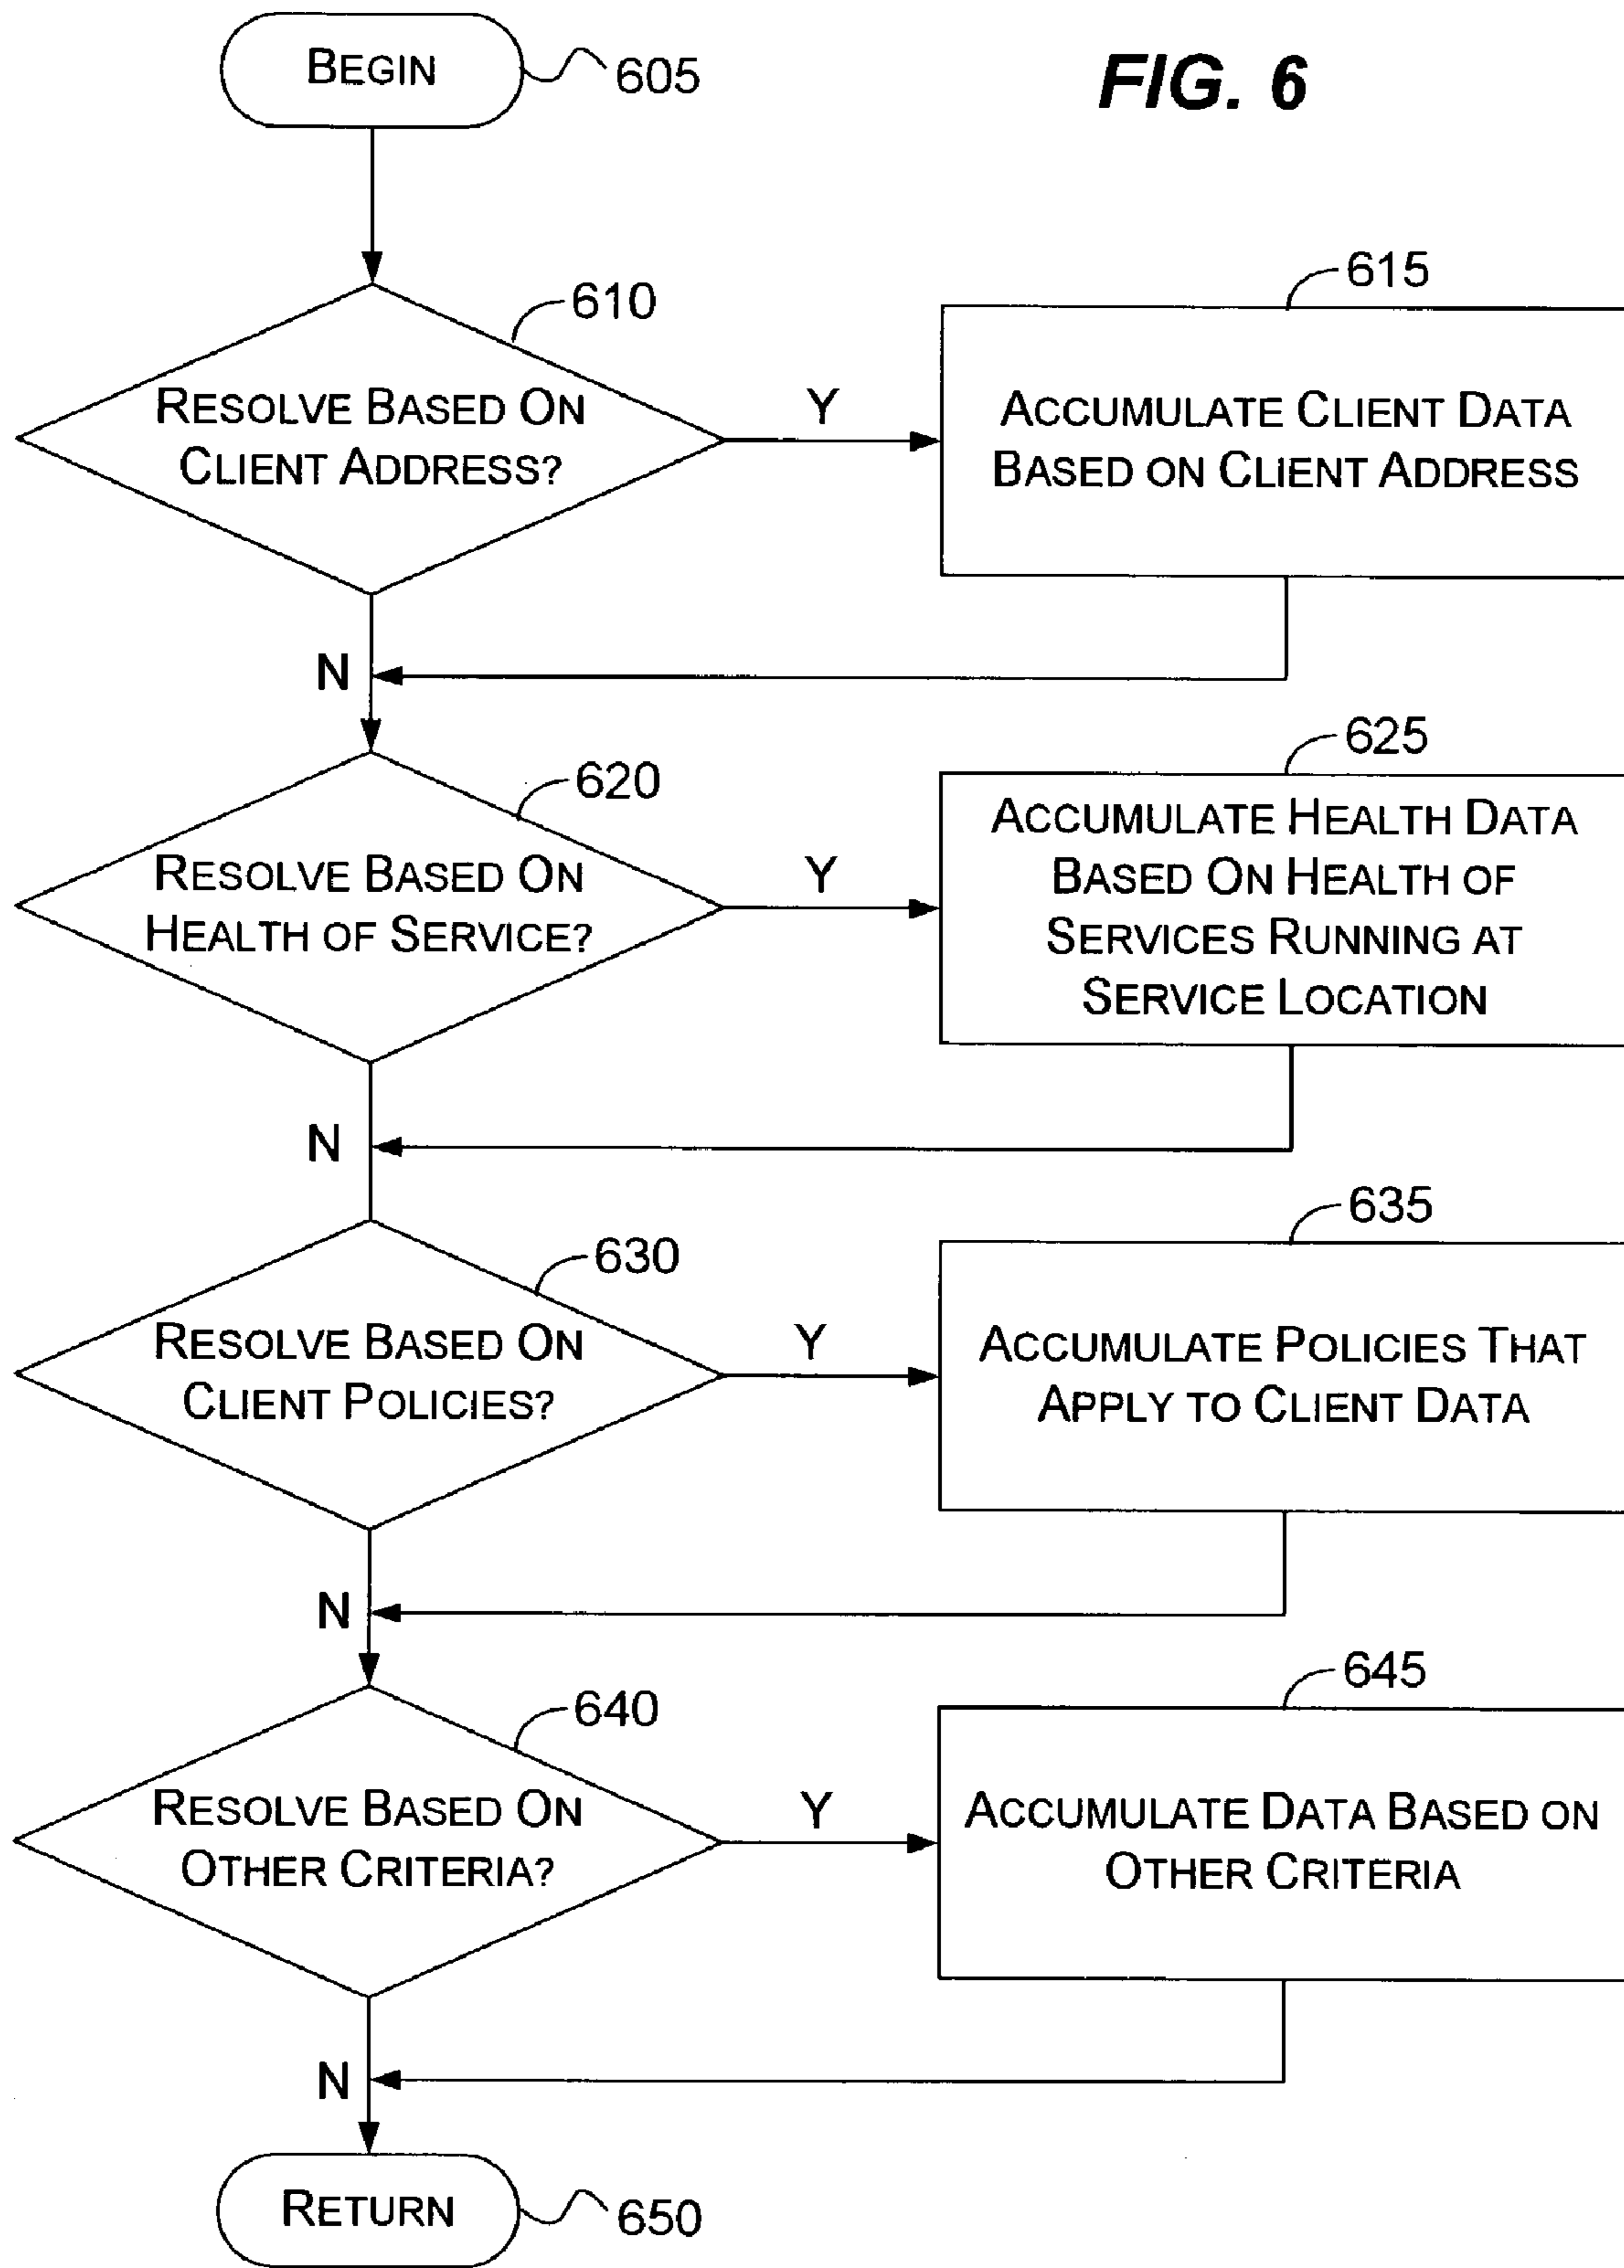 BEGIN
605
FIG. 6
610
615
RESOLVE BASED ON
CLIENT ADDRESS?
Y
ACCUMULATE CLIENT DATA
BASED ON CLIENT ADDRESS
N
620
625
RESOLVE BASED ON
HEALTH OF SERVICE?
Y
ACCUMULATE HEALTH DATA
BASED ON HEALTH OF
SERVICES RUNNING AT
SERVICE LOCATION
N
630
635
RESOLVE BASED ON
CLIENT POLICIES?
Y
ACCUMULATE POLICIES THAT
APPLY TO CLIENT DATA
N
640
645
RESOLVE BASED ON
OTHER CRITERIA?
Y
ACCUMULATE DATA BASED ON
OTHER CRITERIA
N
RETURN
650